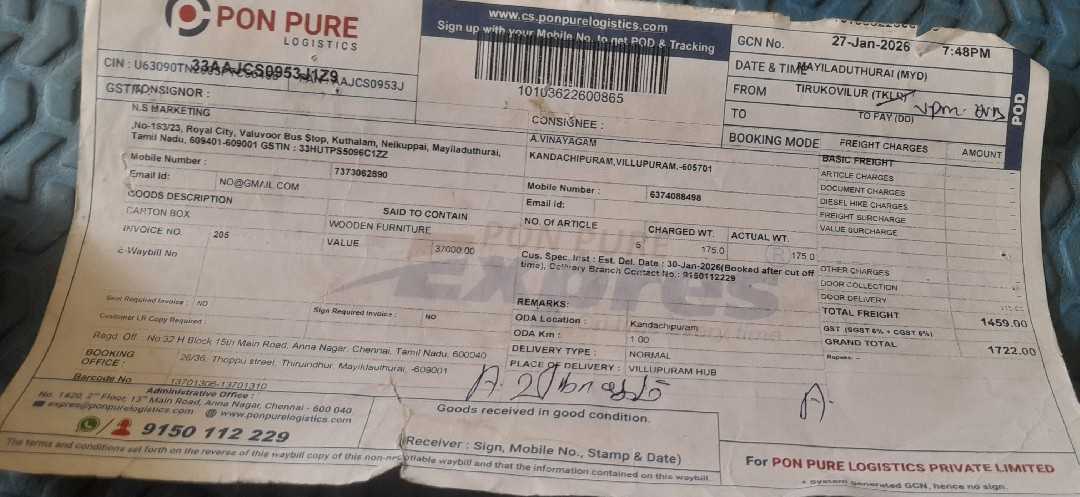 PON PURE
LOGISTICS
CIN : U63090TN
33AAJCS0953J1Z9
AAJCS0953J
www.cs.ponpurelogistics.com
Sign up with your Mobile No. to get POD & Tracking
10103622600865
GCN No.
27-Jan-2026 7:48PM
DATE & TIME
MAYILADUTHURAI (MYD)
FROM
TIRUKOVILUR (TKLR)
TO
TO PAY (DD)
BOOKING MODE
POD
CONSIGNOR :
N.S MARKETING
,No-183/23, Royal City, Valuvoor Bus Stop, Kuthalam, Neikuppai, Mayiladuthurai,
Tamil Nadu, 609401-609001 GSTIN : 33HUTPS5096C1ZZ
Mobile Number :
7373062890
Email Id:
NO@GMAIL.COM
CONSIGNEE :
A.VINAYAGAM
KANDACHIPURAM,VILLUPURAM,-605701
Mobile Number :
6374088498
Email id:
FREIGHT CHARGES
AMOUNT
BASIC FREIGHT
ARTICLE CHARGES
DOCUMENT CHARGES
DIESEL HIKE CHARGES
FREIGHT SURCHARGE
VALUE SURCHARGE
OTHER CHARGES
DOOR COLLECTION
DOOR DELIVERY
TOTAL FREIGHT
1459.00
GST (SGST 6% + CGST 6%)
GRAND TOTAL
1722.00
Rupees: --
GOODS DESCRIPTION
SAID TO CONTAIN
NO. OF ARTICLE
CHARGED WT.
ACTUAL WT.
CARTON BOX
WOODEN FURNITURE
175.0
175.0
INVOICE NO.
205
VALUE
37000.00
E-Waybill No
Cus. Spec. Inst : Est. Del. Date : 30-Jan-2026(Booked after cut off
time), Delivery Branch Contact No.: 9150112229
PON PURE
Expres
Seal Required Invoice : NO
Sign Required Invoice : NO
Customer LR Copy Required :
REMARKS:
ODA Location :
Kandachipuram
ODA Km :
1.00
DELIVERY TYPE :
NORMAL
PLACE OF DELIVERY :
VILLUPURAM HUB
Regd. Off : No 32 H Block 15th Main Road, Anna Nagar, Chennai, Tamil Nadu, 600040
BOOKING
OFFICE :
26/36, Thoppu street, Thirundhur, Mayiladuthurai, -609001
Barcode No
13701306-13701310
Administrative Office :
No. 1420, 2nd Floor, 13th Main Road, Anna Nagar, Chennai - 600 040
expres@ponpurelogistics.com www.ponpurelogistics.com
9150 112 229
Goods received in good condition.
(Receiver : Sign, Mobile No., Stamp & Date)
For PON PURE LOGISTICS PRIVATE LIMITED
* System generated GCN, hence no sign.
The terms and conditions set forth on the reverse of this waybill copy of this non-negotiable waybill and that the information contained on this waybill.